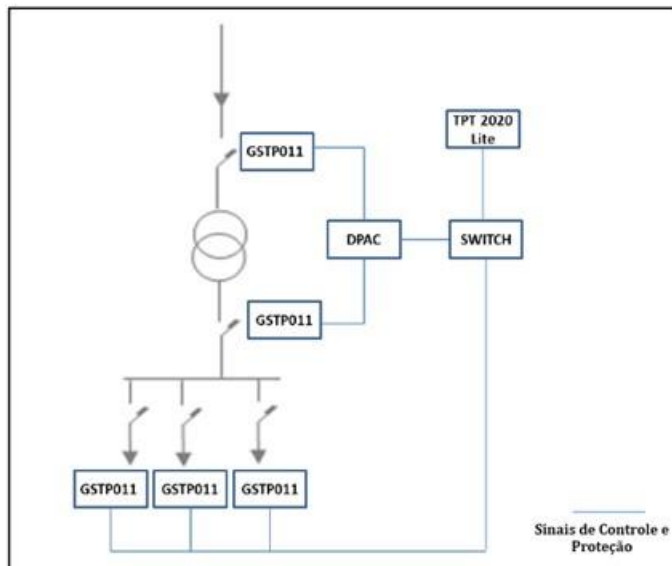 GSTP011
TPT 2020
Lite
DPAC
SWITCH
GSTP011
GSTP011
GSTP011
GSTP011
Sinais de Controle e
Proteção